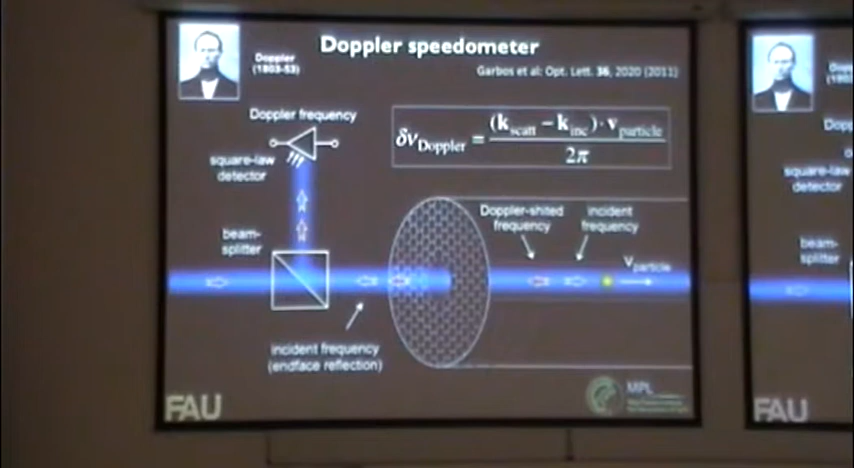 Doppler speedometer
Doppler
(1803-53)
Garbos et al: Opt. Lett. 36, 2020 (2011)
Doppler frequency
δν_Doppler = (k_scatt − k_inc) · v_particle / 2π
square-law
detector
beam-
splitter
Doppler-shited
frequency
incident
frequency
v_particle
incident frequency
(endface reflection)
FAU
MPL
square-law
detector
beam-
splitter
FAU